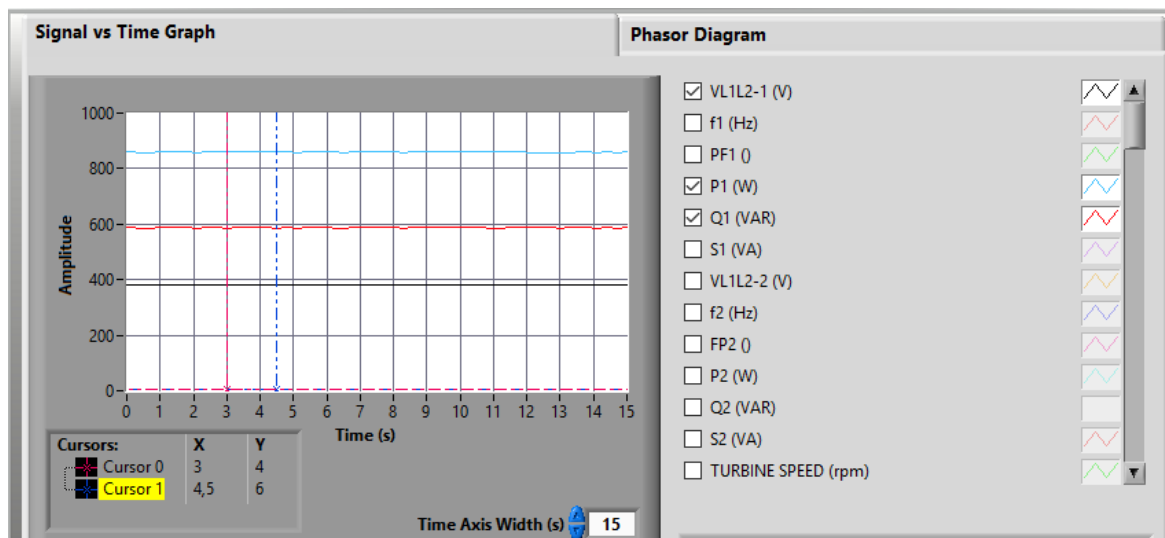 Signal vs Time Graph
Phasor Diagram
1000
800
600
400
200
0
Amplitude
0 1 2 3 4 5 6 7 8 9 10 11 12 13 14 15
Time (s)
Cursors: X Y
Cursor 0 3 4
Cursor 1 4,5 6
Time Axis Width (s) 15
VL1L2-1 (V)
f1 (Hz)
PF1 ()
P1 (W)
Q1 (VAR)
S1 (VA)
VL1L2-2 (V)
f2 (Hz)
FP2 ()
P2 (W)
Q2 (VAR)
S2 (VA)
TURBINE SPEED (rpm)